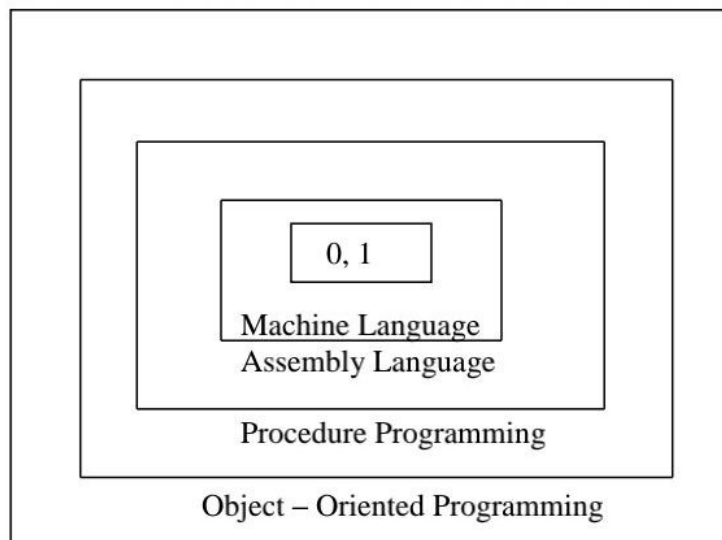 0, 1
Machine Language
Assembly Language
Procedure Programming
Object – Oriented Programming